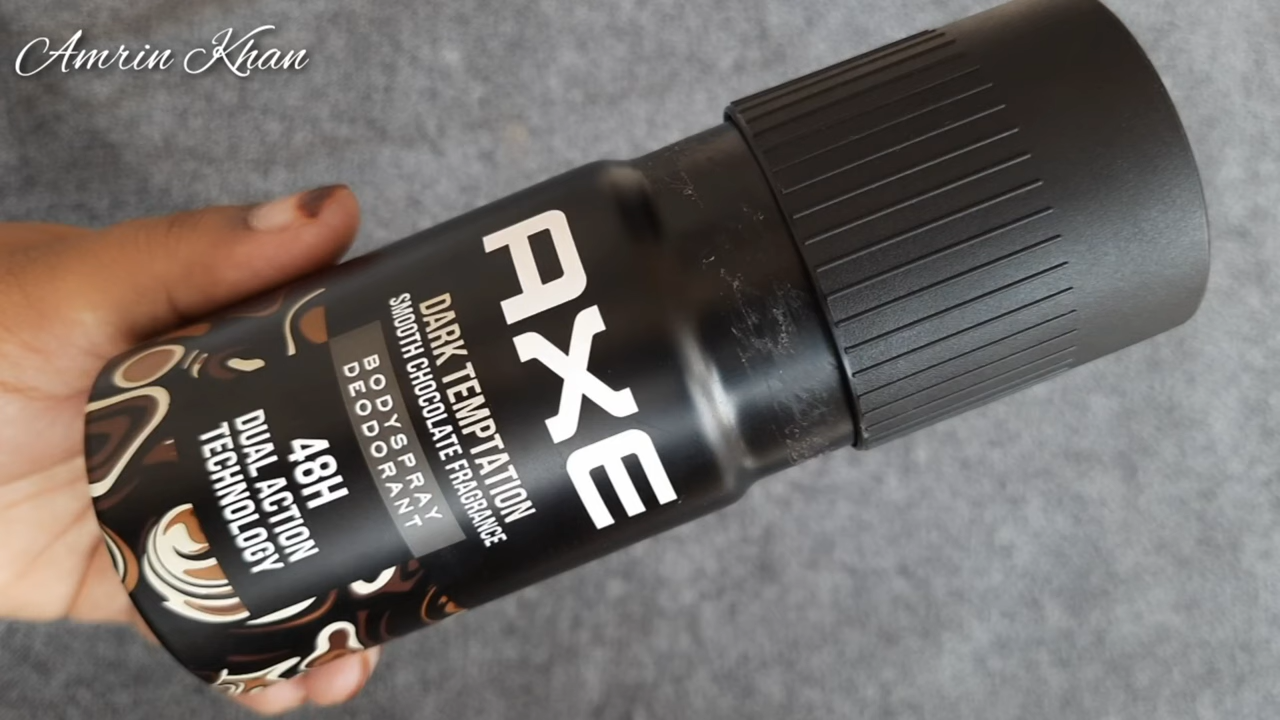 Amrin Khan
AXE
DARK TEMPTATION
SMOOTH CHOCOLATE FRAGRANCE
BODYSPRAY
DEODORANT
48H
DUAL ACTION
TECHNOLOGY